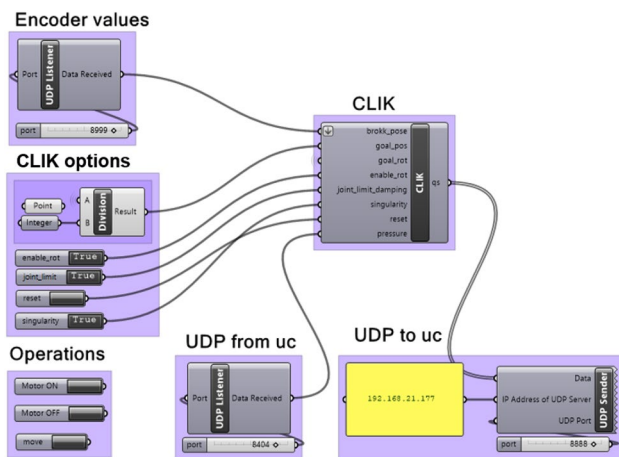 Encoder values
Port
UDP Listener
Data Received
port
8999
CLIK options
Point
Integer
A
B
Division
Result
enable_rot
True
joint_limit
True
reset
singularity
True
Operations
Motor ON
Motor OFF
move
CLIK
brokk_pose
goal_pos
goal_rot
enable_rot
joint_limit_damping
singularity
reset
pressure
CLIK
qs
UDP from uc
Port
UDP Listener
Data Received
port
8404
UDP to uc
192.168.21.177
Data
IP Address of UDP Server
UDP Port
UDP Sender
port
8888